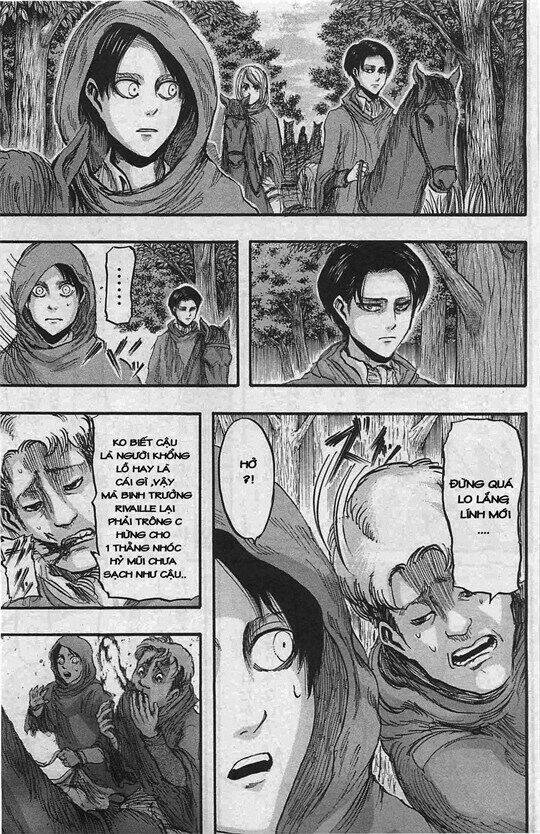 .....
ĐỪNG QUÁ
LO LẮNG
LÍNH MỚI
....
HỞ
?!
KO BIẾT CẬU
LÀ NGƯỜI KHỔNG
LỒ HAY LÀ
CÁI GÌ ,VẬY
MÀ BINH TRƯỞNG
RIVAILLE LẠI
PHẢI TRÔNG C
HỪNG CHO
1 THẰNG NHÓC
HỶ MŨI CHƯA
SẠCH NHƯ CẬU..